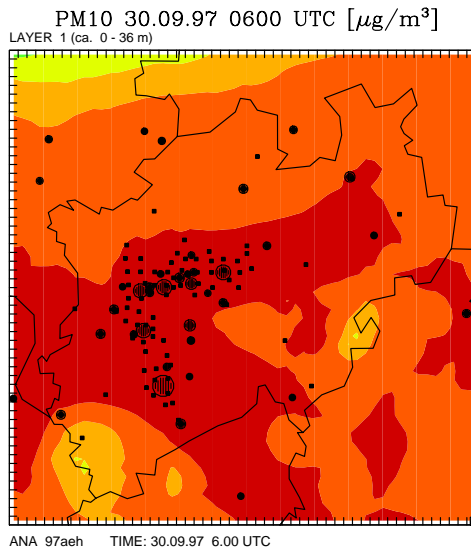 PM10 30.09.97 0600 UTC [μg/m³]
LAYER 1 (ca. 0 - 36 m)
ANA 97aeh TIME: 30.09.97 6.00 UTC